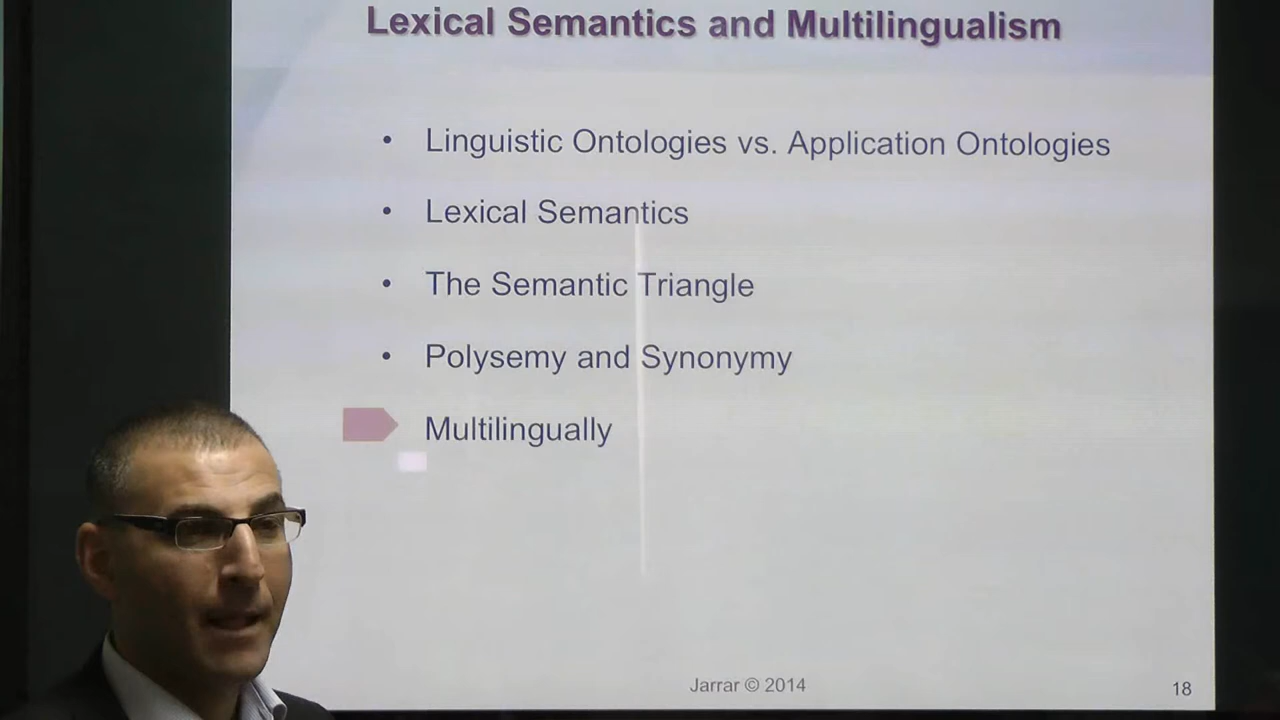 Lexical Semantics and Multilingualism
• Linguistic Ontologies vs. Application Ontologies
• Lexical Semantics
• The Semantic Triangle
• Polysemy and Synonymy
Multilingually
Jarrar © 2014
18